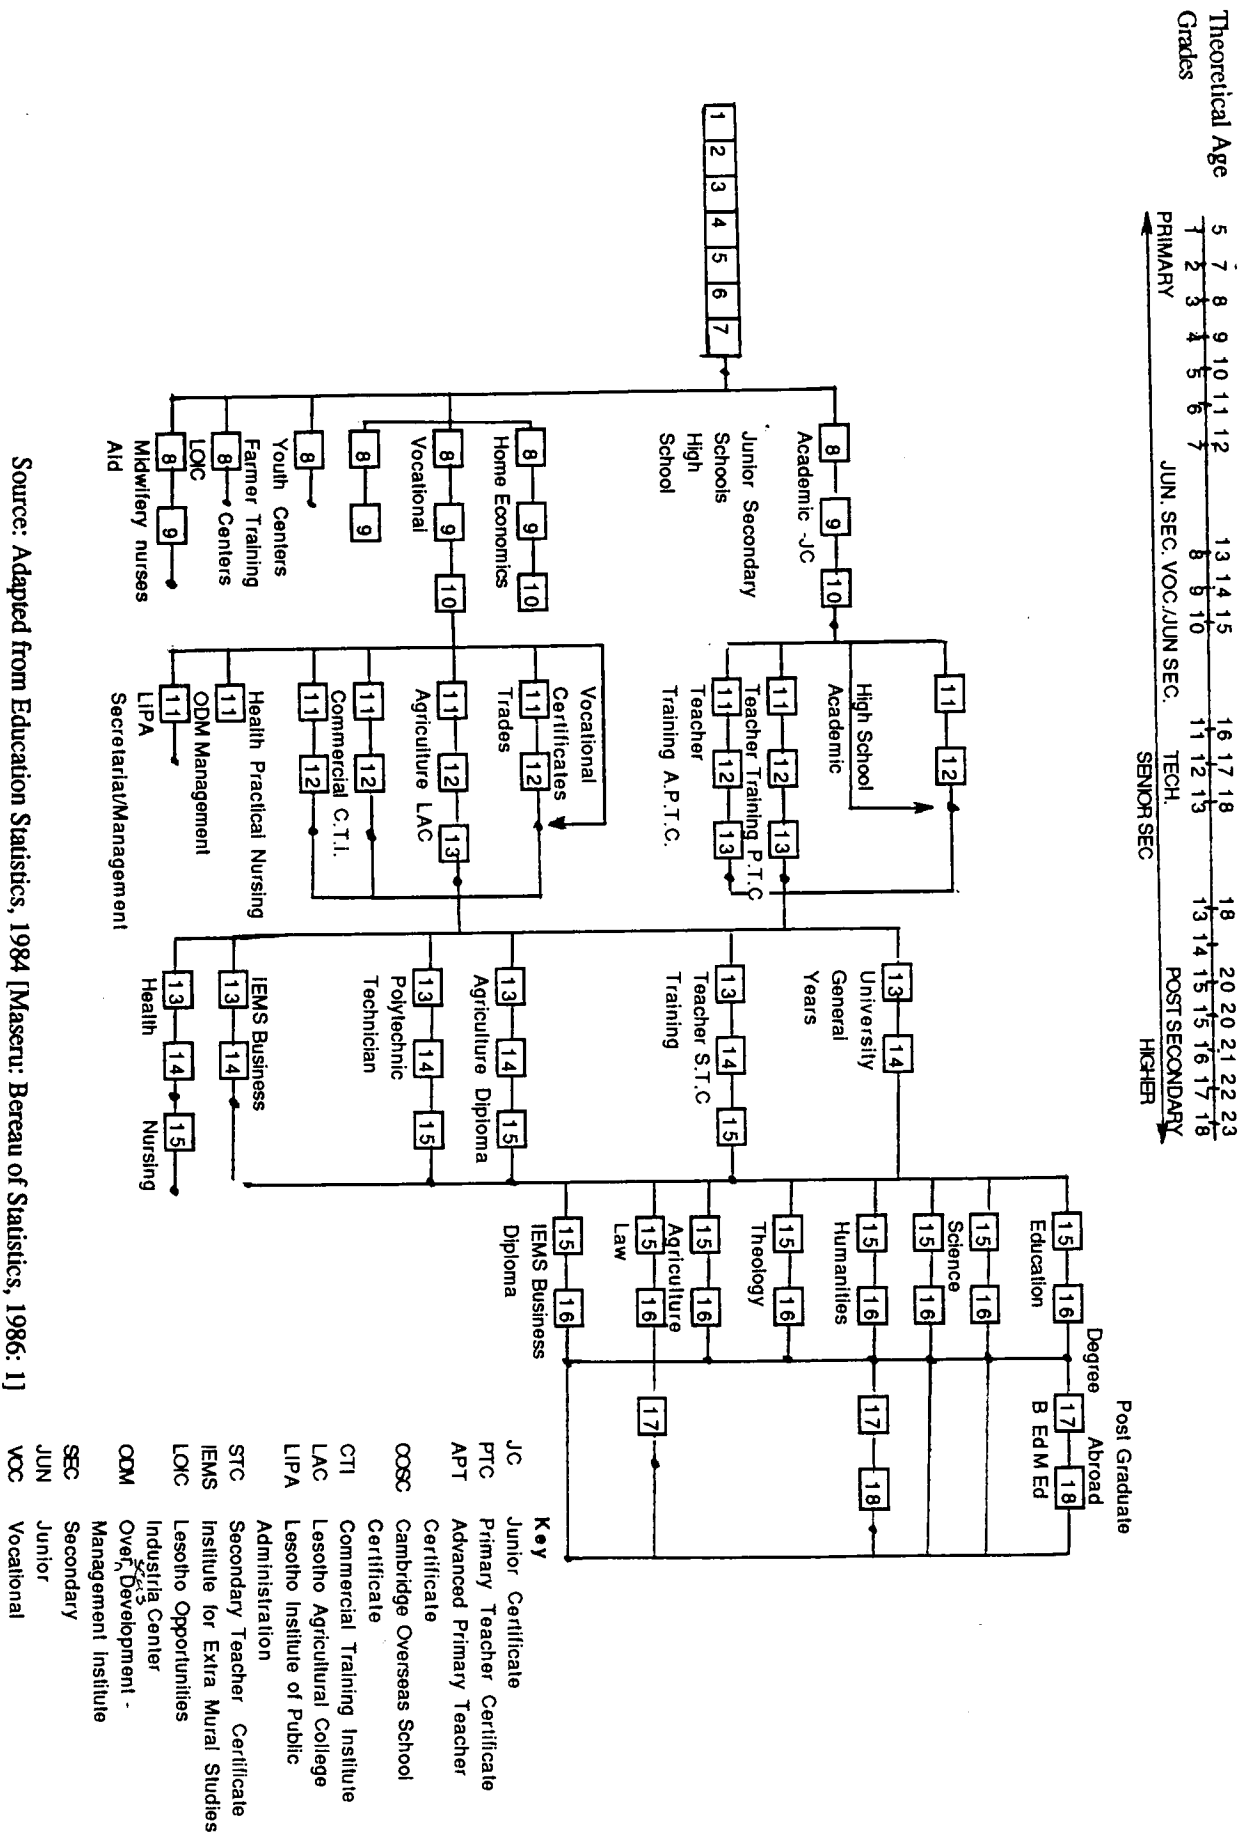 Theoretical Age 5 7 8 9 10 11 12 13 14 15 16 17 18 18 20 20 21 22 23
Grades 1 2 3 4 5 6 7 8 9 10 11 12 13 13 14 15 15 16 17 18
PRIMARY JUN. SEC. VOC./JUN SEC. TECH. POST SECONDARY
SENIOR SEC HIGHER
Post Graduate
Degree Abroad
15 16 17 18
Education B Ed M Ed
11 12
15 16
Science
High School
Academic
15 16
University
13 14
General
Years
8 9 10
Academic -JC
15 16 17 18
Humanities
11 12 13
Teacher Training P.T.C
15 16
Theology
Junior Secondary
Schools
High
School
1 2 3 4 5 6 7
11 12 13
Teacher
Training A.P.T.C.
13 14 15
Teacher S.T.C
Training
15 16
Agriculture
15 16 17
Law
Vocational
Certificates
8 9 10
Home Economics
11 12
Trades
13 14 15
Agriculture Diploma
15 16
IEMS Business
Diploma
8 9 10
Vocational
11 12 13
Agriculture LAC
13 14 15
Polytechnic
Technician
8 9
11 12
11 12
Commercial C.T.I.
8
Youth Centers
8
Farmer Training
Centers
LOIC
11
Health Practical Nursing
ODM Management
13 14
IEMS Business
8 9
Midwifery nurses
Aid
11
LIPA
Secretariat/Management
13 14 15
Health Nursing
Key
JC Junior Certificate
PTC Primary Teacher Certificate
APT Advanced Primary Teacher
Certificate
COSC Cambridge Overseas School
Certificate
CTI Commercial Training Institute
LAC Lesotho Agricultural College
LIPA Lesotho Institute of Public
Administration
STC Secondary Teacher Certificate
IEMS Institute for Extra Mural Studies
LOIC Lesotho Opportunities
Industria Center
ODM Over seas Development -
Management Institute
SEC Secondary
JUN Junior
VOC Vocational
Source: Adapted from Education Statistics, 1984 [Maseru: Bereau of Statistics, 1986: 1]